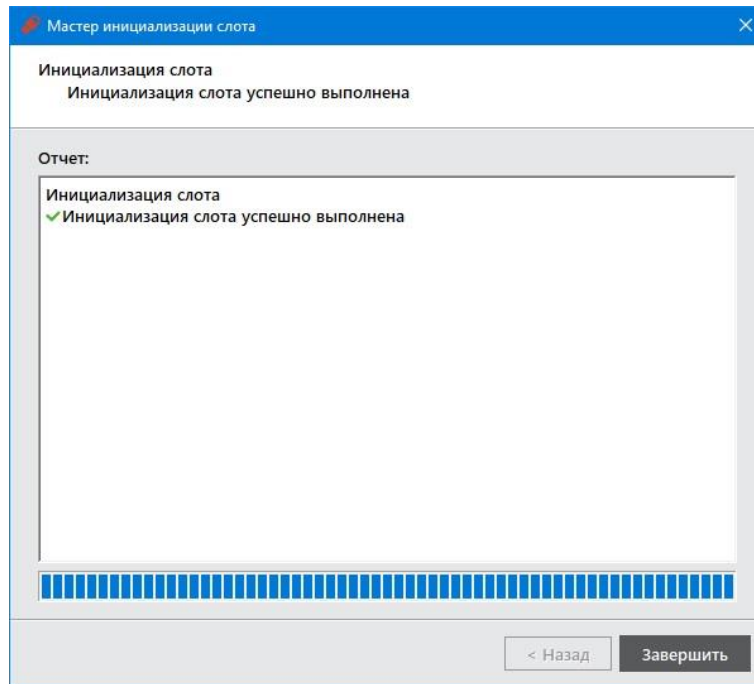 Мастер инициализации слота
Инициализация слота
Инициализация слота успешно выполнена
Отчет:
Инициализация слота
Инициализация слота успешно выполнена
< Назад
Завершить